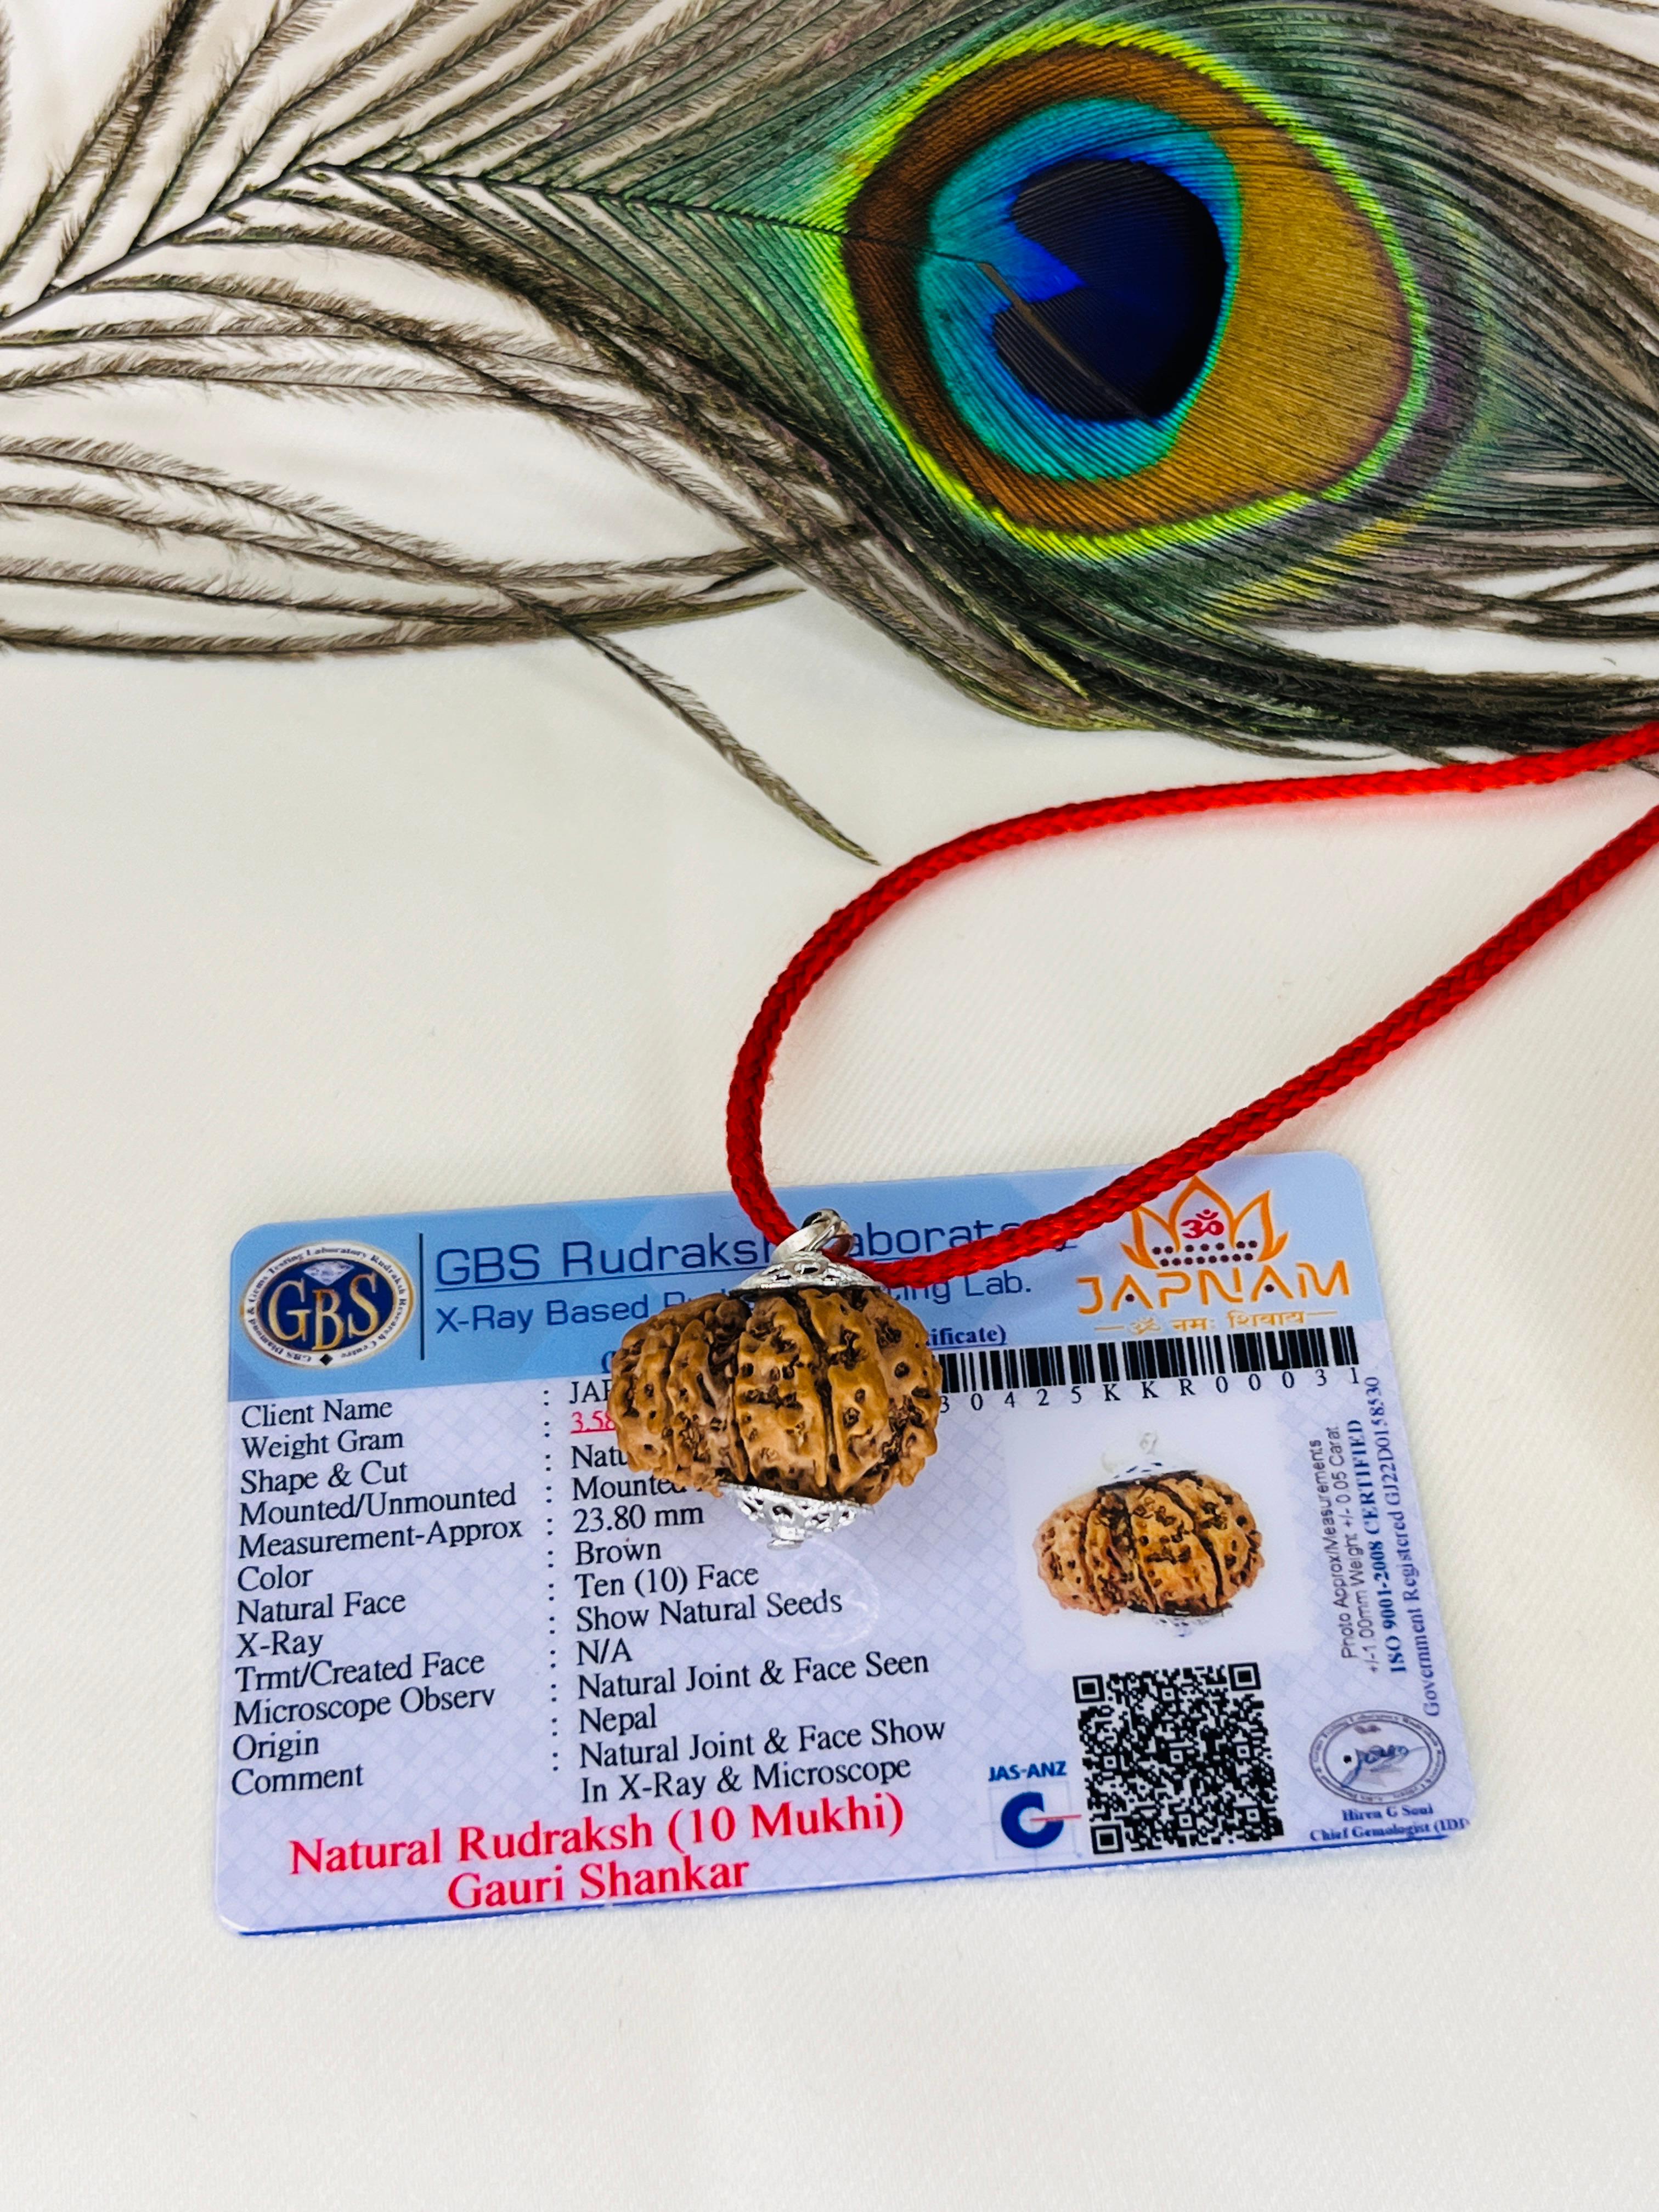 GBS
GBS Rudraksh
X-Ray Based
Lab.
JAPNAM
ॐ
ॐ नमः शिवाय
Client Name :
Weight Gram : 3.58
Shape & Cut :
Mounted/Unmounted : Mounted
Measurement-Approx : 23.80 mm
Color : Brown
Natural Face : Ten (10) Face
X-Ray : Show Natural Seeds
Trmt/Created Face : N/A
Microscope Observ : Natural Joint & Face Seen
Origin : Nepal
Comment : Natural Joint & Face Show
In X-Ray & Microscope
Natural Rudraksh (10 Mukhi)
Gauri Shankar
30425KKR00031
Photo Approx/Measurements
+/-1.00mm Weight +/- 0.05 Carat
ISO 9001-2008 CERTIFIED
Government Registered GJ22D0158530
JAS-ANZ
Hiren G Soul
Chief Gemologist